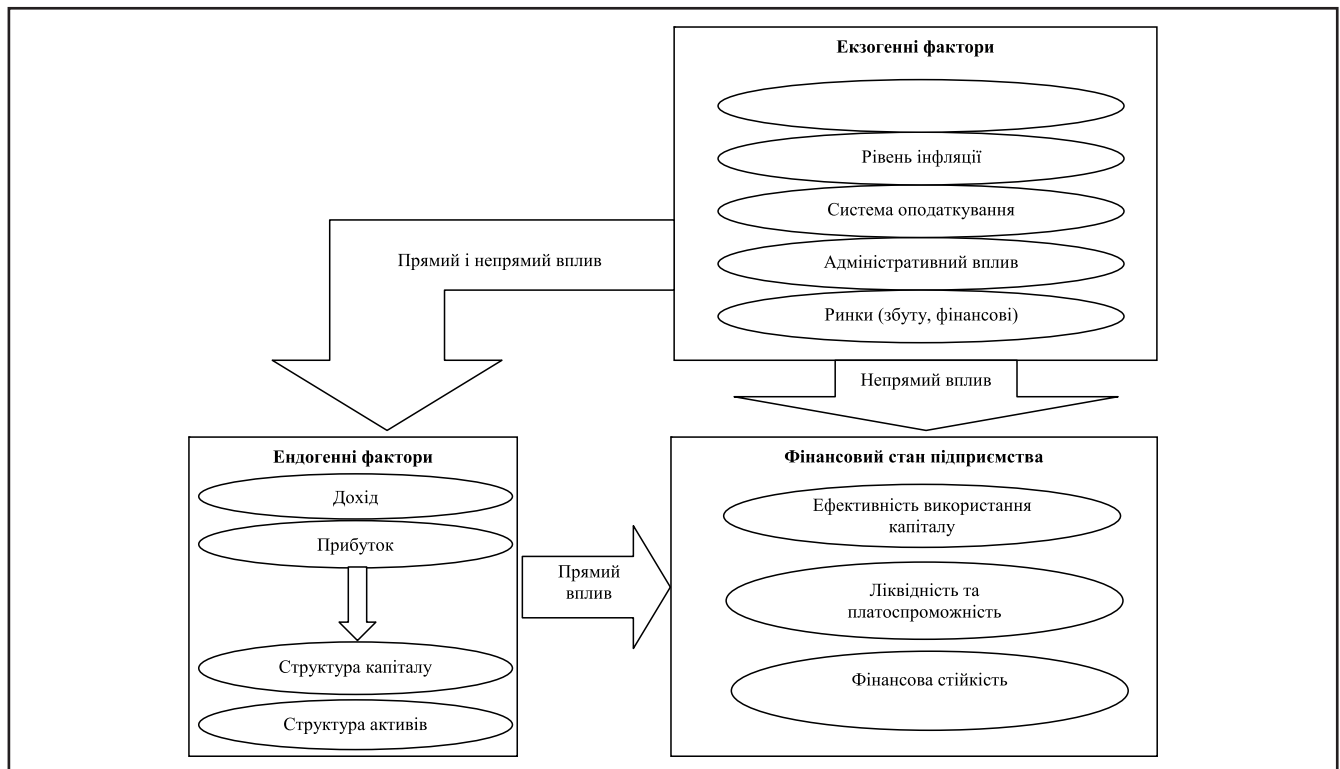 Екзогенні фактори
Рівень інфляції
Система оподаткування
Адміністративний вплив
Ринки (збуту, фінансові)
Прямий і непрямий вплив
Непрямий вплив
Ендогенні фактори
Дохід
Прибуток
Структура капіталу
Структура активів
Прямий
вплив
Фінансовий стан підприємства
Ефективність використання
капіталу
Ліквідність та
платоспроможність
Фінансова стійкість